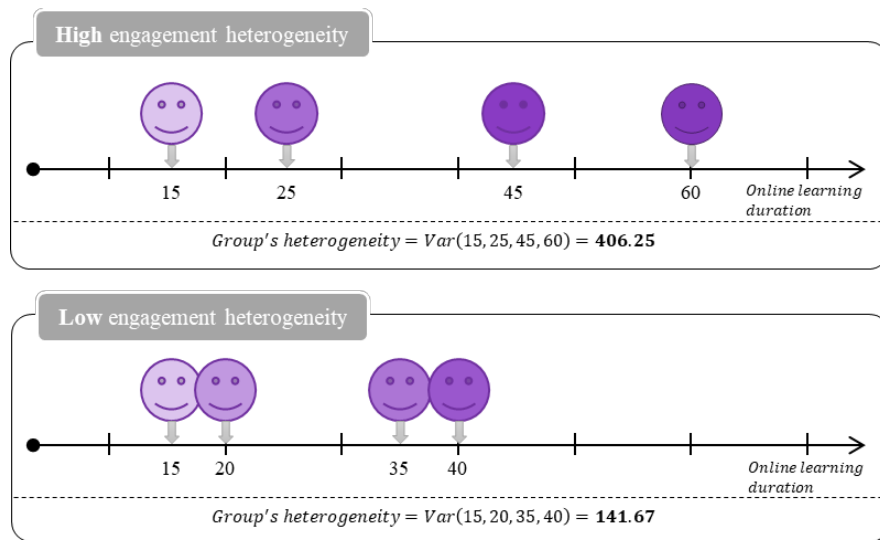 High engagement heterogeneity
15 25 45 60 Online learning
duration
Group's heterogeneity = Var(15, 25, 45, 60) = 406.25
Low engagement heterogeneity
15 20 35 40 Online learning
duration
Group's heterogeneity = Var(15, 20, 35, 40) = 141.67